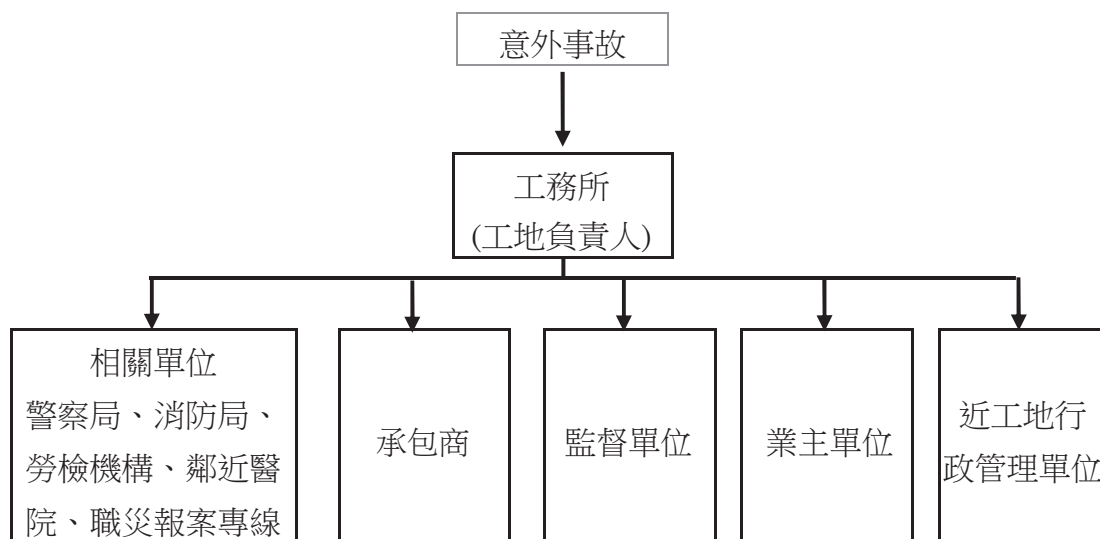 意外事故
工務所
(工地負責人)
相關單位
警察局、消防局、
勞檢機構、鄰近醫
院、職災報案專線
承包商
監督單位
業主單位
近工地行
政管理單位